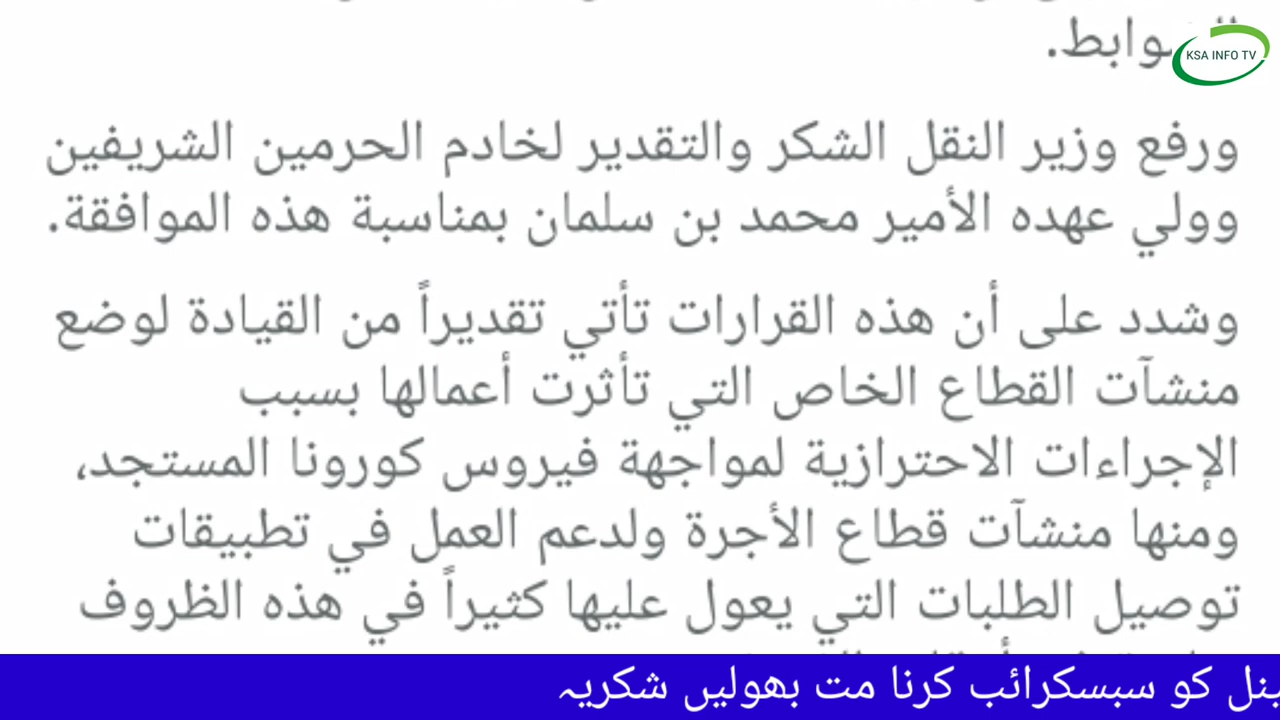 KSA INFO TV
ورفع وزير النقل الشكر والتقدير لخادم الحرمين الشريفين
وولي عهده الأمير محمد بن سلمان بمناسبة هذه الموافقة.
وشدد على أن هذه القرارات تأتي تقديراً من القيادة لوضع
منشآت القطاع الخاص التي تأثرت أعمالها بسبب
الإجراءات الاحترازية لمواجهة فيروس كورونا المستجد،
ومنها منشآت قطاع الأجرة ولدعم العمل في تطبيقات
توصيل الطلبات التي يعول عليها كثيراً في هذه الظروف
کو سبسکرائب کرنا مت بھولیں شکریہ